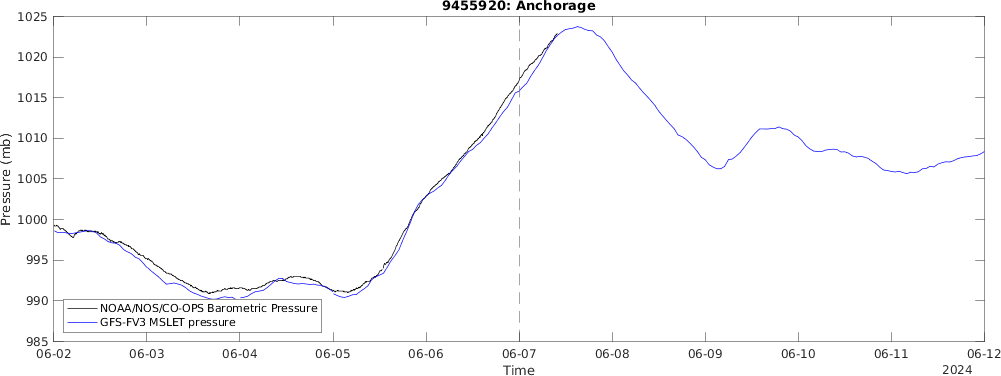 9455920: Anchorage
Pressure (mb)
1025
1020
1015
1010
1005
1000
995
990
985
NOAA/NOS/CO-OPS Barometric Pressure
GFS-FV3 MSLET pressure
06-02 06-03 06-04 06-05 06-06 06-07 06-08 06-09 06-10 06-11 06-12
Time
2024